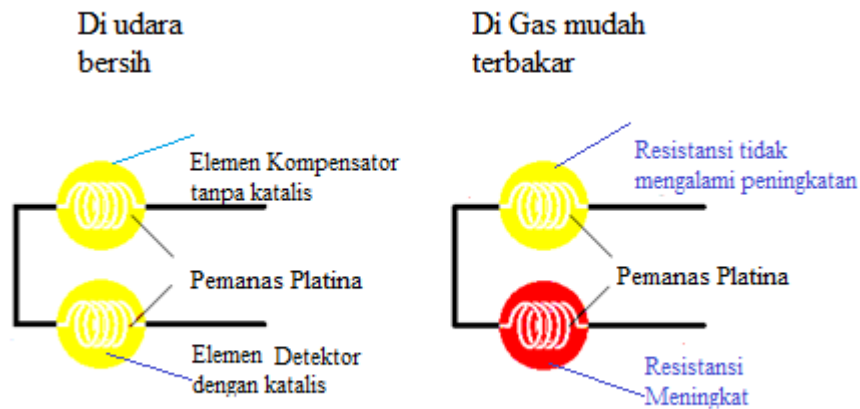 Di udara
bersih
Elemen Kompensator
tanpa katalis
Pemanas Platina
Elemen Detektor
dengan katalis
Di Gas mudah
terbakar
Resistansi tidak
mengalami peningkatan
Pemanas Platina
Resistansi
Meningkat